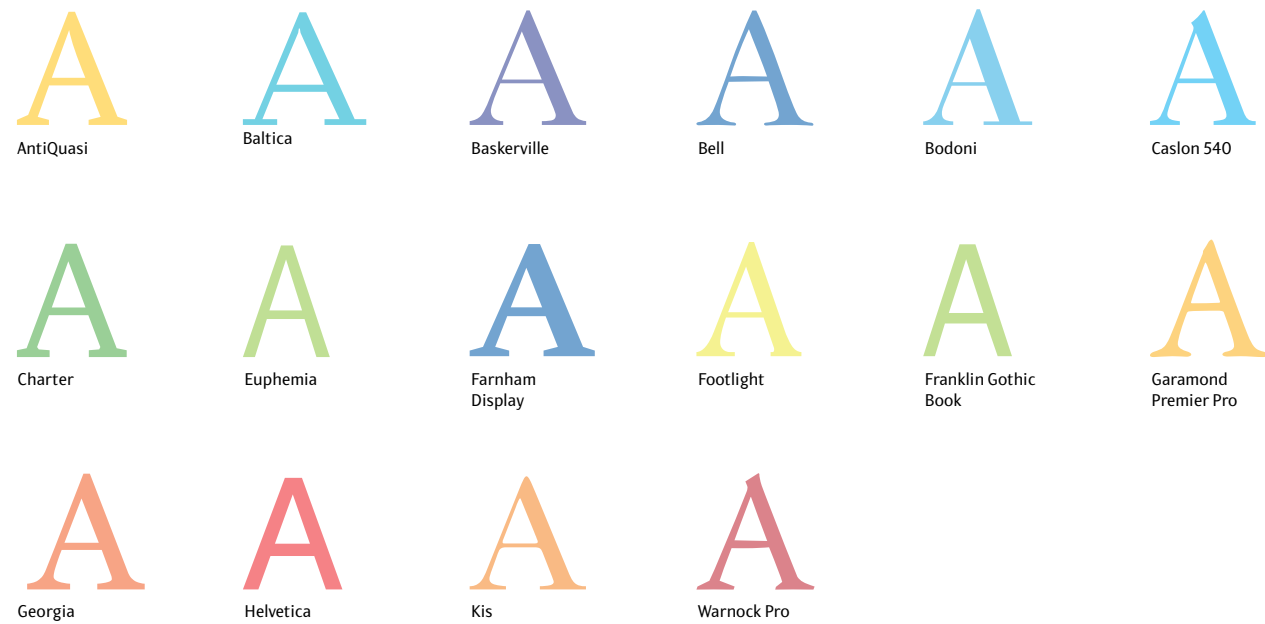 A A A A A A
AntiQuasi Baltica Baskerville Bell Bodoni Caslon 540
A A A A A A
Charter Euphemia Farnham Display Footlight Franklin Gothic Book Garamond Premier Pro
A A A A
Georgia Helvetica Kis Warnock Pro